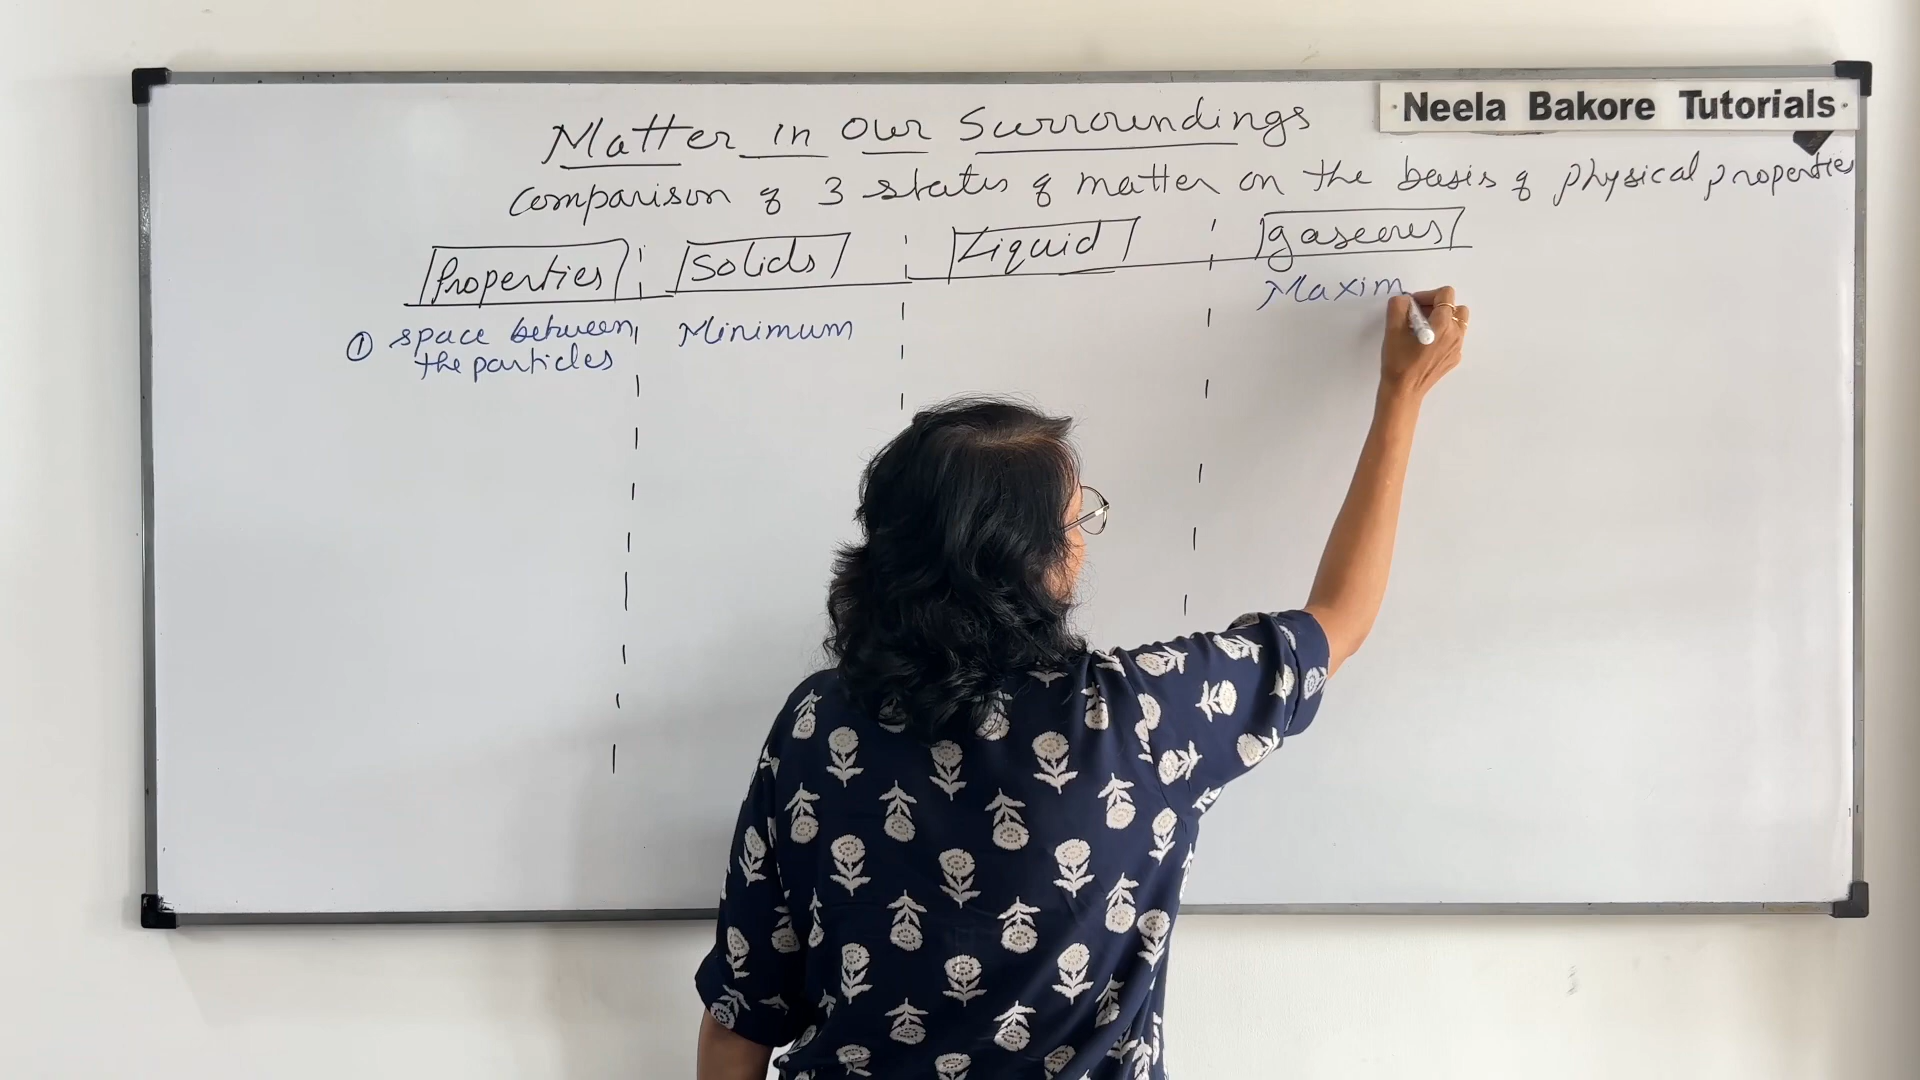 Neela Bakore Tutorials
Matter in Our Surroundings
Comparison of 3 states of matter on the basis of physical properties
Properties Solids Liquid gaseous
① space between Minimum Maxim
the particles